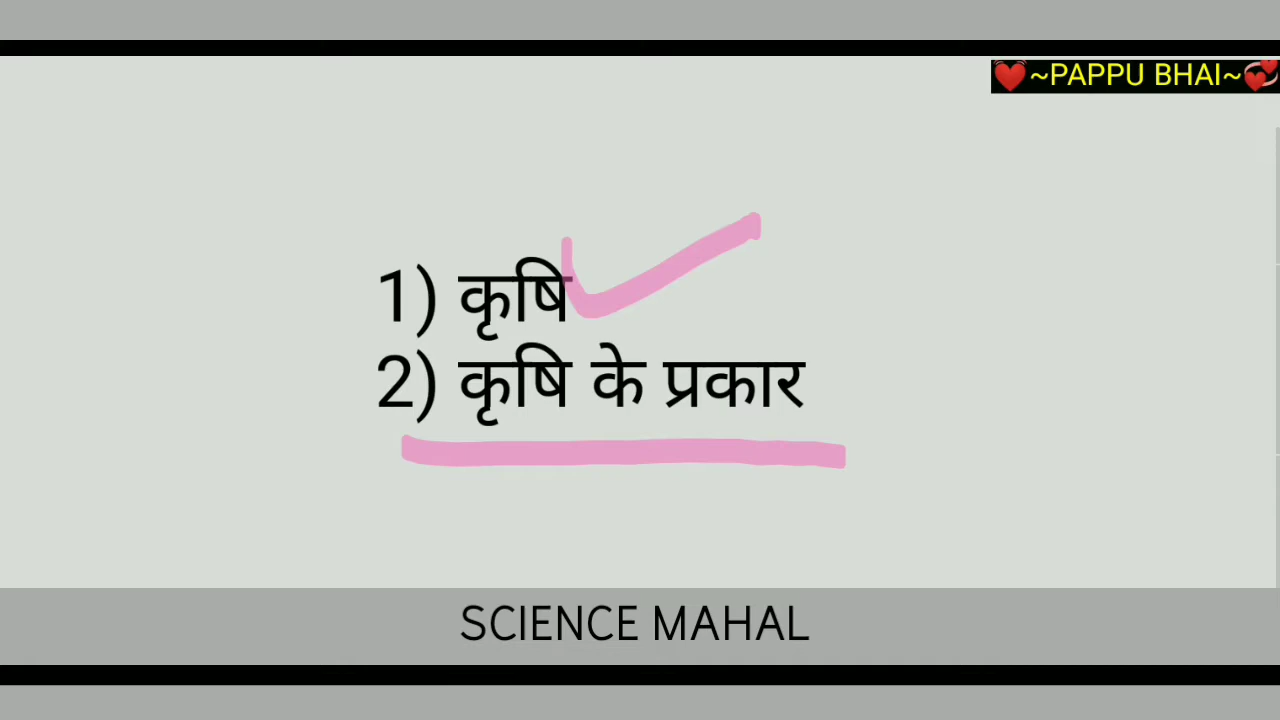 ❤️~PAPPU BHAI~💞
1) कृषि
2) कृषि के प्रकार
SCIENCE MAHAL